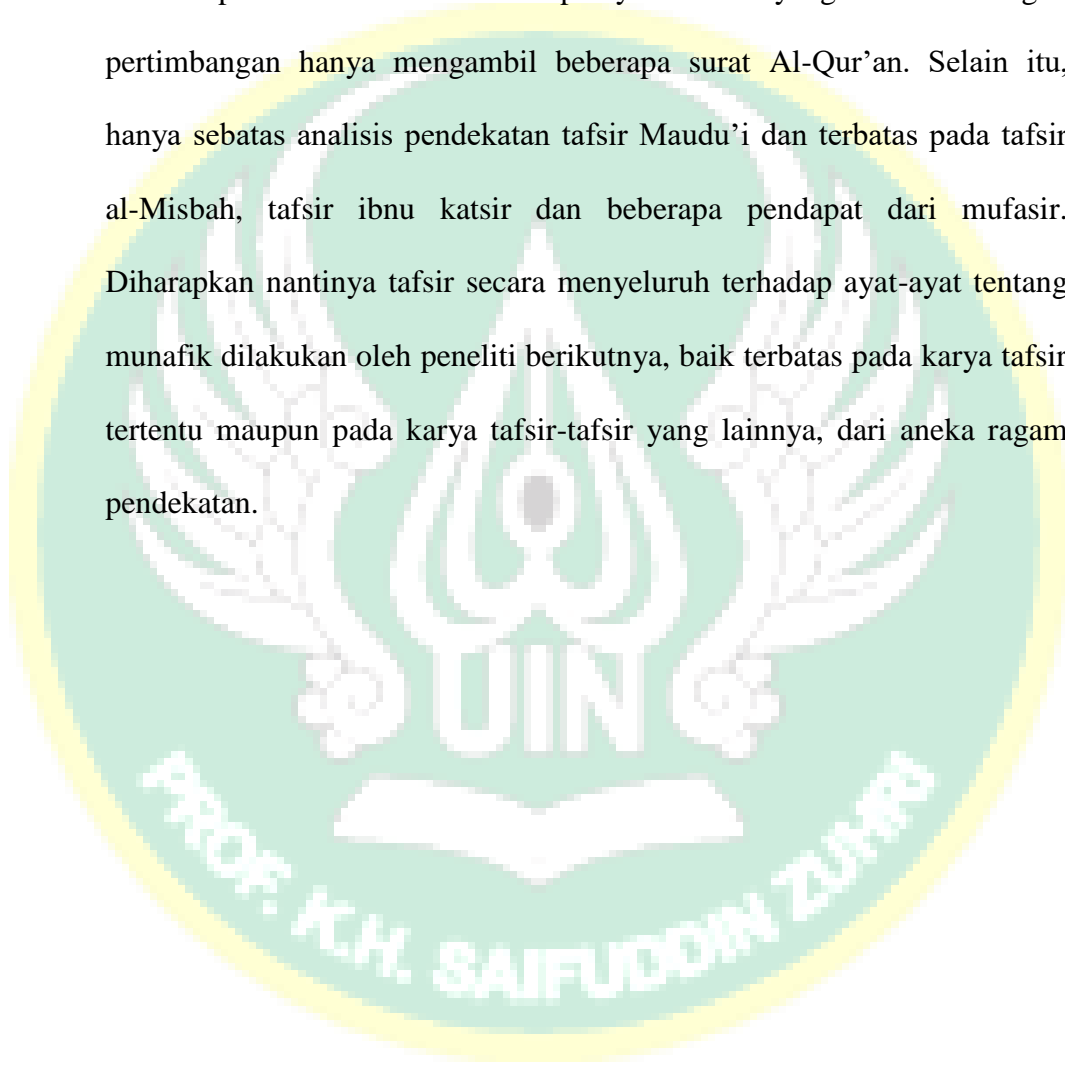 pertimbangan hanya mengambil beberapa surat Al-Qur’an. Selain itu,
hanya sebatas analisis pendekatan tafsir Maudu’i dan terbatas pada tafsir
al-Misbah, tafsir ibnu katsir dan beberapa pendapat dari mufasir.
Diharapkan nantinya tafsir secara menyeluruh terhadap ayat-ayat tentang
munafik dilakukan oleh peneliti berikutnya, baik terbatas pada karya tafsir
tertentu maupun pada karya tafsir-tafsir yang lainnya, dari aneka ragam
pendekatan.
UIN
PROF. K.H. SAIFUDDIN ZUHRI